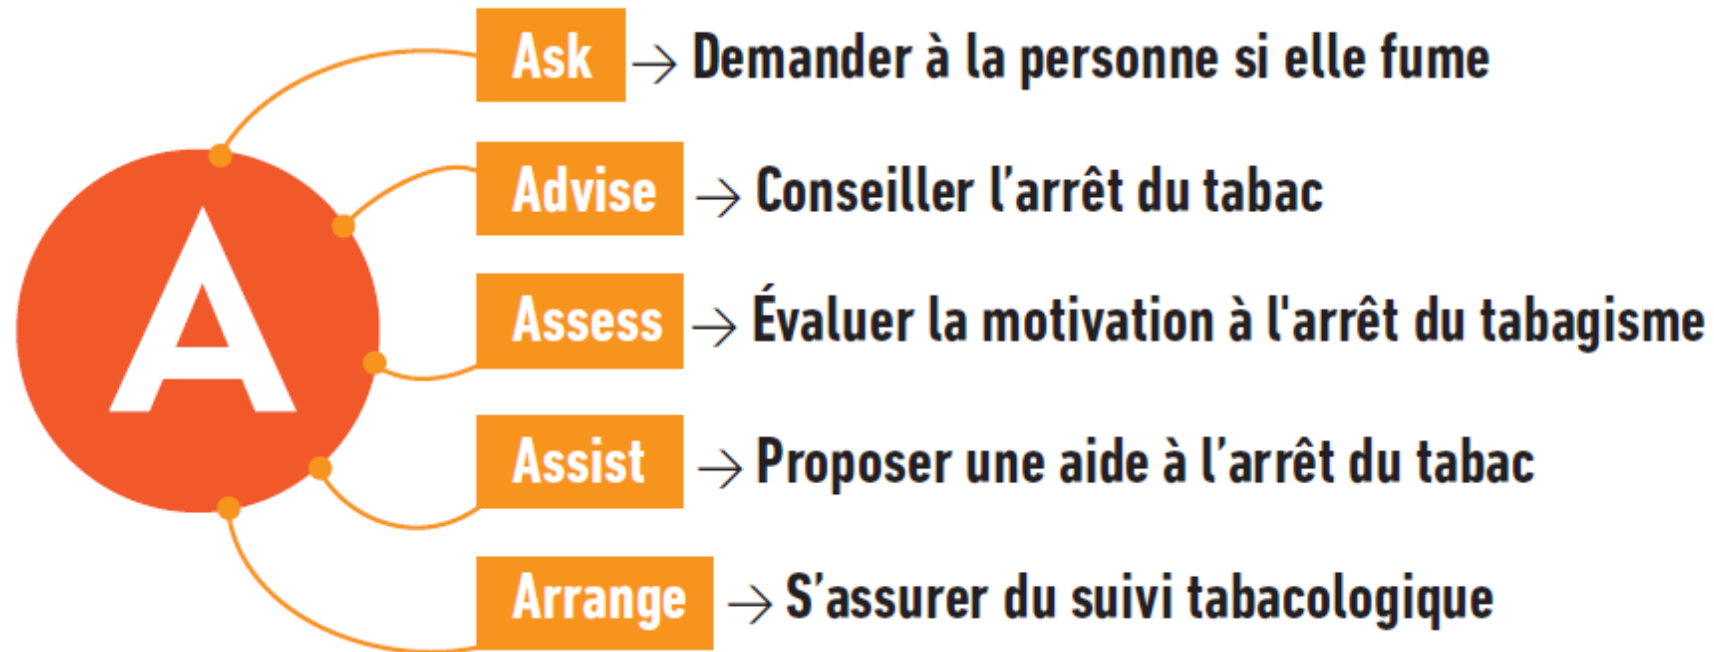 A
Ask → Demander à la personne si elle fume
Advise → Conseiller l’arrêt du tabac
Assess → Évaluer la motivation à l'arrêt du tabagisme
Assist → Proposer une aide à l’arrêt du tabac
Arrange → S’assurer du suivi tabacologique